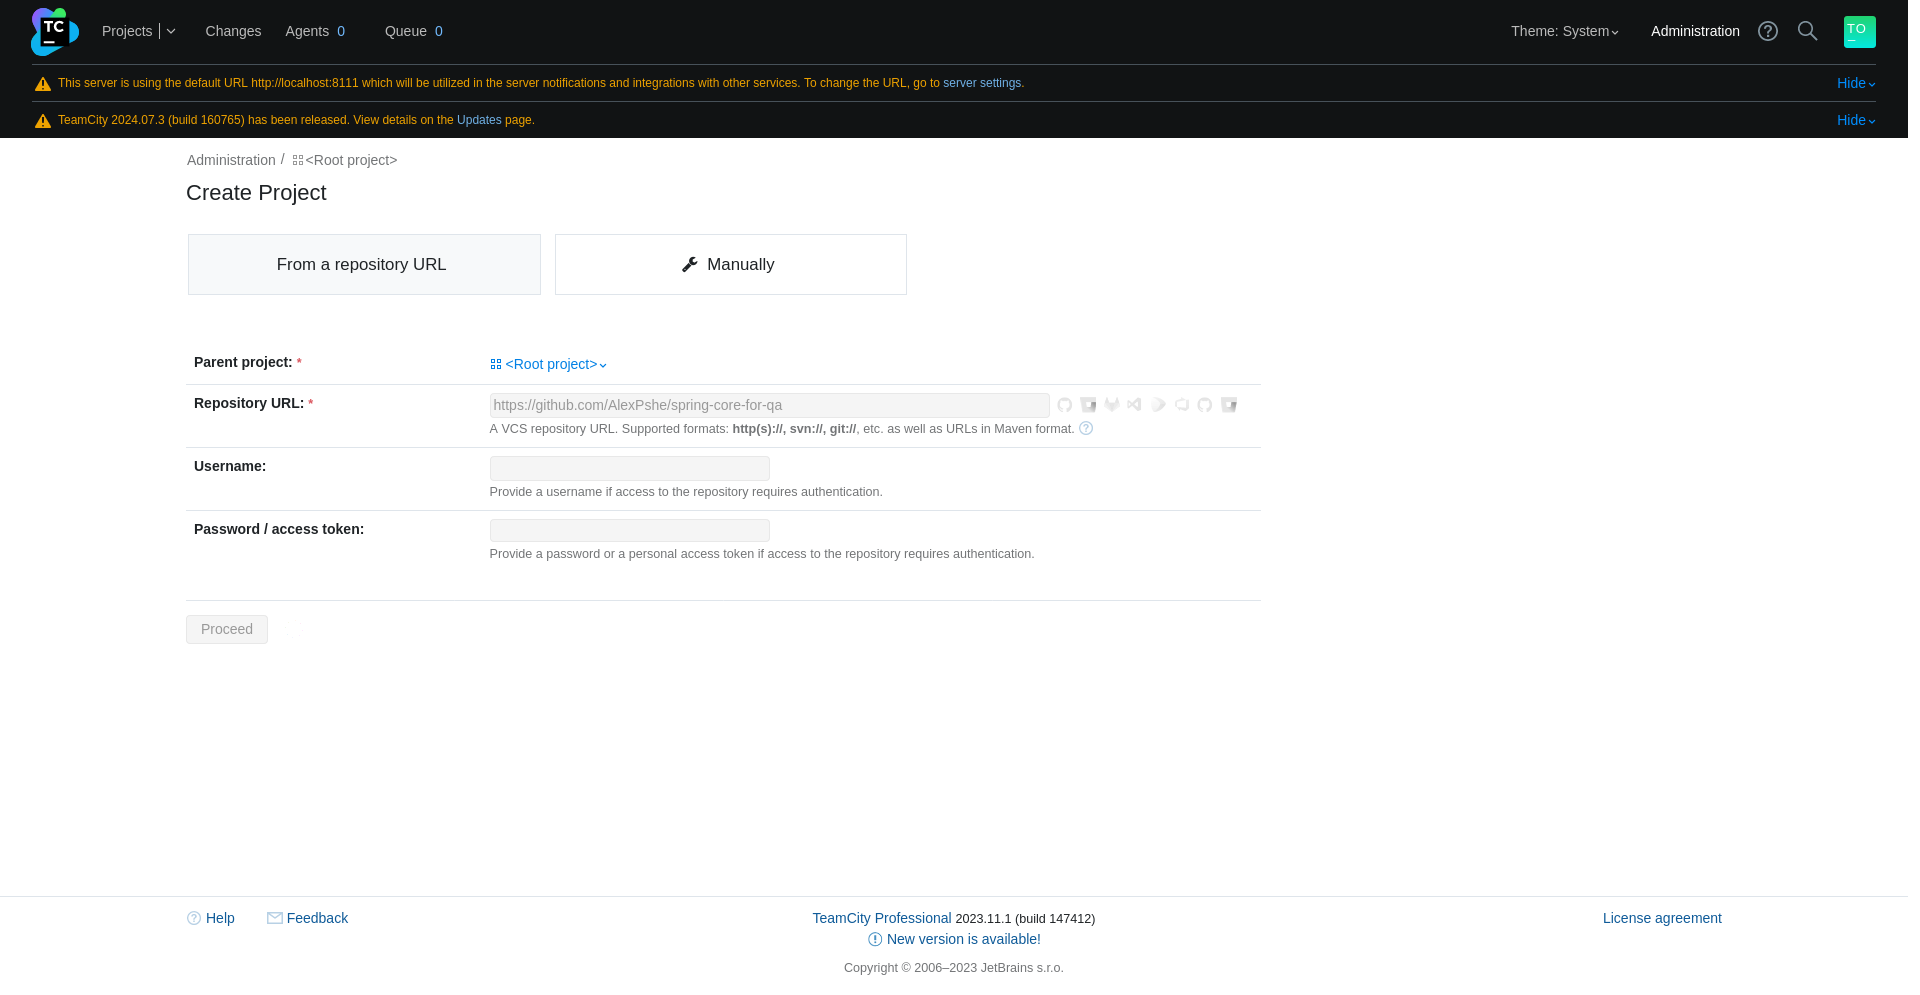 TC Projects Changes Agents 0 Queue 0 Theme: System Administration TO
This server is using the default URL http://localhost:8111 which will be utilized in the server notifications and integrations with other services. To change the URL, go to server settings. Hide
TeamCity 2024.07.3 (build 160765) has been released. View details on the Updates page. Hide
Administration / <Root project>
Create Project
From a repository URL Manually
Parent project: * <Root project>
Repository URL: * https://github.com/AlexPshe/spring-core-for-qa
A VCS repository URL. Supported formats: http(s)://, svn://, git://, etc. as well as URLs in Maven format.
Username:
Provide a username if access to the repository requires authentication.
Password / access token:
Provide a password or a personal access token if access to the repository requires authentication.
Proceed
Help Feedback TeamCity Professional 2023.11.1 (build 147412) License agreement
New version is available!
Copyright © 2006–2023 JetBrains s.r.o.